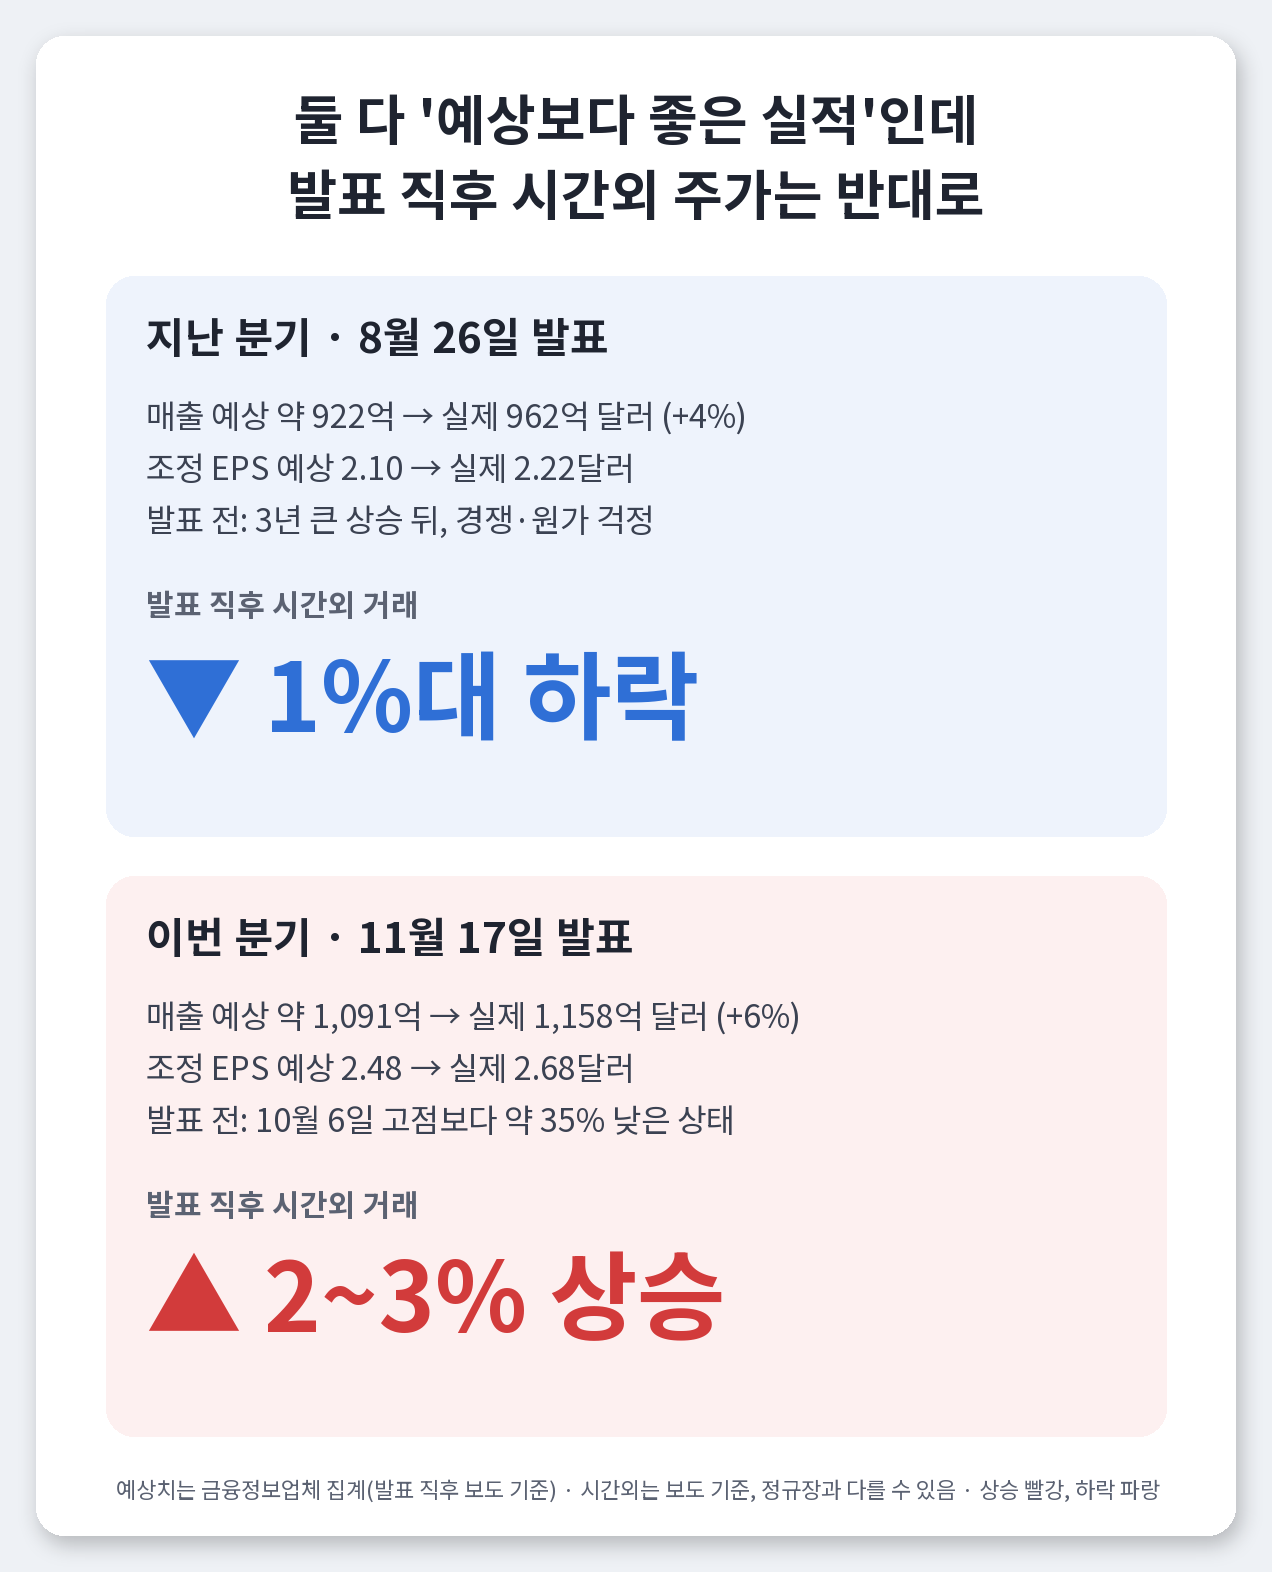 둘 다 '예상보다 좋은 실적'인데
발표 직후 시간외 주가는 반대로
지난 분기 · 8월 26일 발표
매출 예상 약 922억 → 실제 962억 달러 (+4%)
조정 EPS 예상 2.10 → 실제 2.22달러
발표 전: 3년 큰 상승 뒤, 경쟁·원가 걱정
발표 직후 시간외 거래
▼ 1%대 하락
이번 분기 · 11월 17일 발표
매출 예상 약 1,091억 → 실제 1,158억 달러 (+6%)
조정 EPS 예상 2.48 → 실제 2.68달러
발표 전: 10월 6일 고점보다 약 35% 낮은 상태
발표 직후 시간외 거래
▲ 2~3% 상승
예상치는 금융정보업체 집계(발표 직후 보도 기준) · 시간외는 보도 기준, 정규장과 다를 수 있음 · 상승 빨강, 하락 파랑